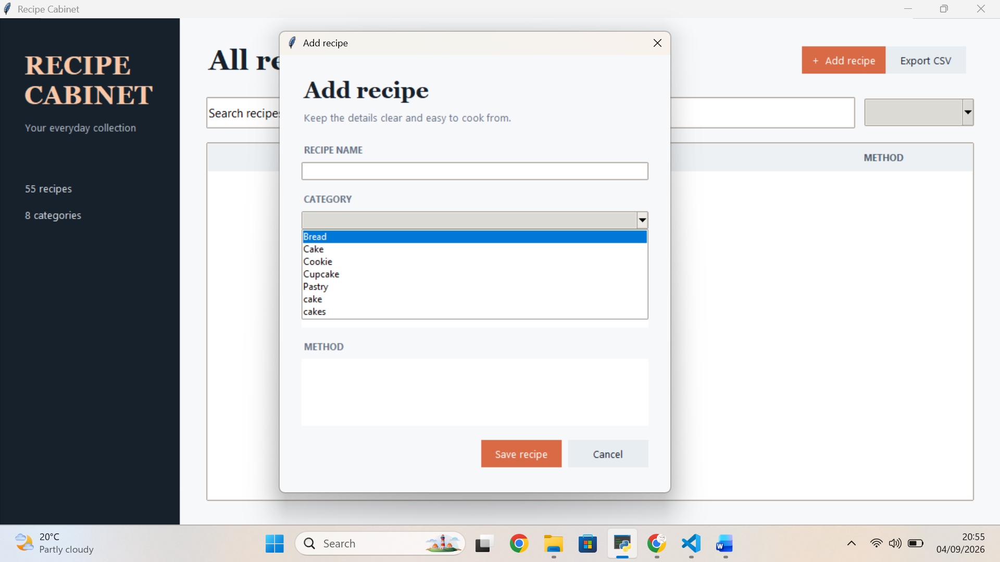 Recipe Cabinet
RECIPE
CABINET
Your everyday collection
55 recipes
8 categories
All re
+ Add recipe
Export CSV
Search recipes
METHOD
Add recipe
Add recipe
Keep the details clear and easy to cook from.
RECIPE NAME
CATEGORY
Bread
Cake
Cookie
Cupcake
Pastry
cake
cakes
METHOD
Save recipe
Cancel
20°C
Partly cloudy
Search
20:55
04/09/2026